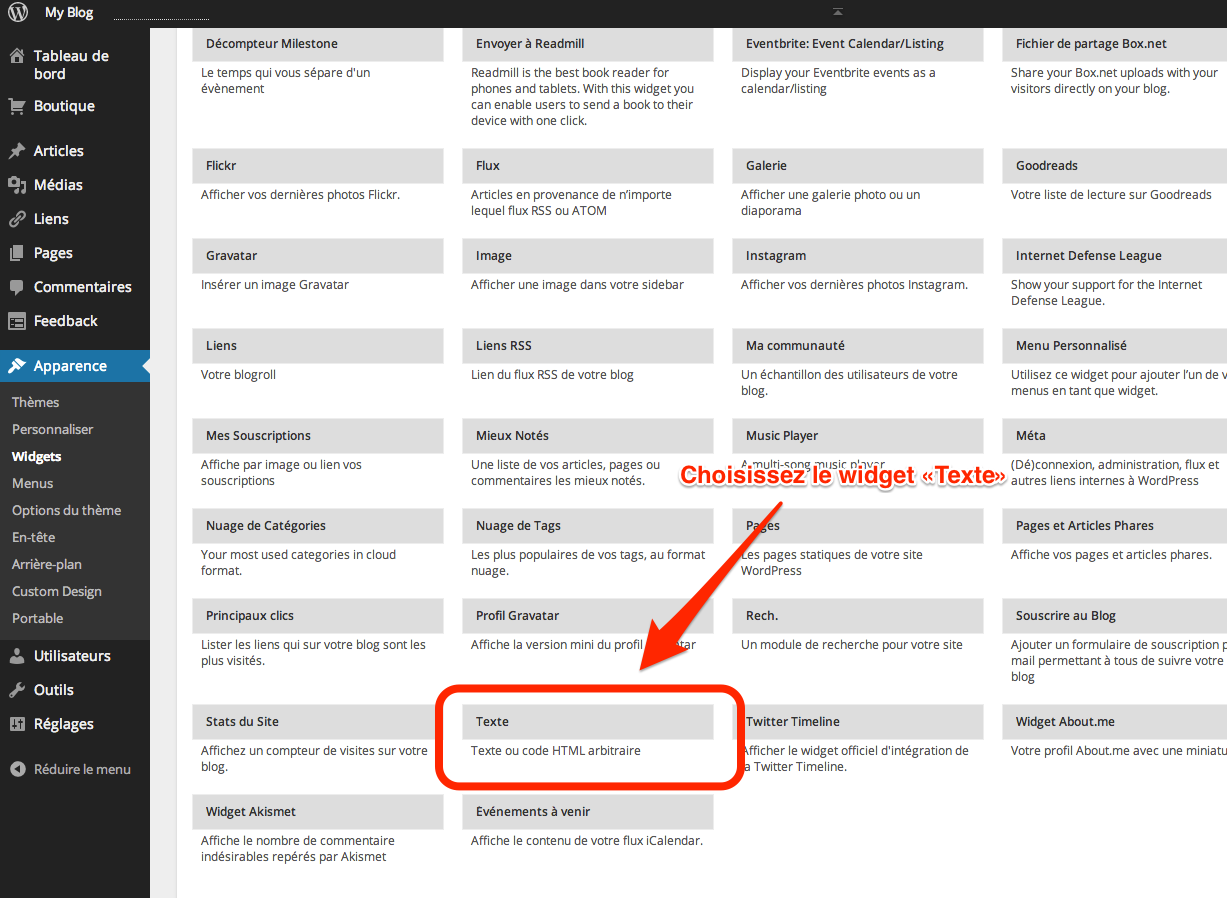 My Blog
Tableau de
bord
Boutique
Articles
Médias
Liens
Pages
Commentaires
Feedback
Apparence
Thèmes
Personnaliser
Widgets
Menus
Options du thème
En-tête
Arrière-plan
Custom Design
Portable
Utilisateurs
Outils
Réglages
Réduire le menu
Décompteur Milestone
Le temps qui vous sépare d'un
évènement
Envoyer à Readmill
Readmill is the best book reader for
phones and tablets. With this widget you
can enable users to send a book to their
device with one click.
Eventbrite: Event Calendar/Listing
Display your Eventbrite events as a
calendar/listing
Fichier de partage Box.net
Share your Box.net uploads with your
visitors directly on your blog.
Flickr
Afficher vos dernières photos Flickr.
Flux
Articles en provenance de n’importe
lequel flux RSS ou ATOM
Galerie
Afficher une galerie photo ou un
diaporama
Goodreads
Votre liste de lecture sur Goodreads
Gravatar
Insérer un image Gravatar
Image
Afficher une image dans votre sidebar
Instagram
Afficher vos dernières photos Instagram.
Internet Defense League
Show your support for the Internet
Defense League.
Liens
Votre blogroll
Liens RSS
Lien du flux RSS de votre blog
Ma communauté
Un échantillon des utilisateurs de votre
blog.
Menu Personnalisé
Utilisez ce widget pour ajouter l’un de v
menus en tant que widget.
Mes Souscriptions
Affiche par image ou lien vos
souscriptions
Mieux Notés
Une liste de vos articles, pages ou
commentaires les mieux notés.
Music Player
A multi-song music player
Choisissez le widget «Texte»
Méta
(Dé)connexion, administration, flux et
autres liens internes à WordPress
Nuage de Catégories
Your most used categories in cloud
format.
Nuage de Tags
Les plus populaires de vos tags, au format
nuage.
Pages
Les pages statiques de votre site
WordPress
Pages et Articles Phares
Affiche vos pages et articles phares.
Principaux clics
Lister les liens qui sur votre blog sont les
plus visités.
Profil Gravatar
Affiche la version mini du profil
Rech.
Un module de recherche pour votre site
Souscrire au Blog
Ajouter un formulaire de souscription p
mail permettant à tous de suivre votre
blog
Stats du Site
Affichez un compteur de visites sur votre
blog.
Texte
Texte ou code HTML arbitraire
Twitter Timeline
Afficher le widget officiel d'intégration de
la Twitter Timeline.
Widget About.me
Votre profil About.me avec une miniatu
Widget Akismet
Affiche le nombre de commentaire
indésirables repérés par Akismet
Événements à venir
Affiche le contenu de votre flux iCalendar.